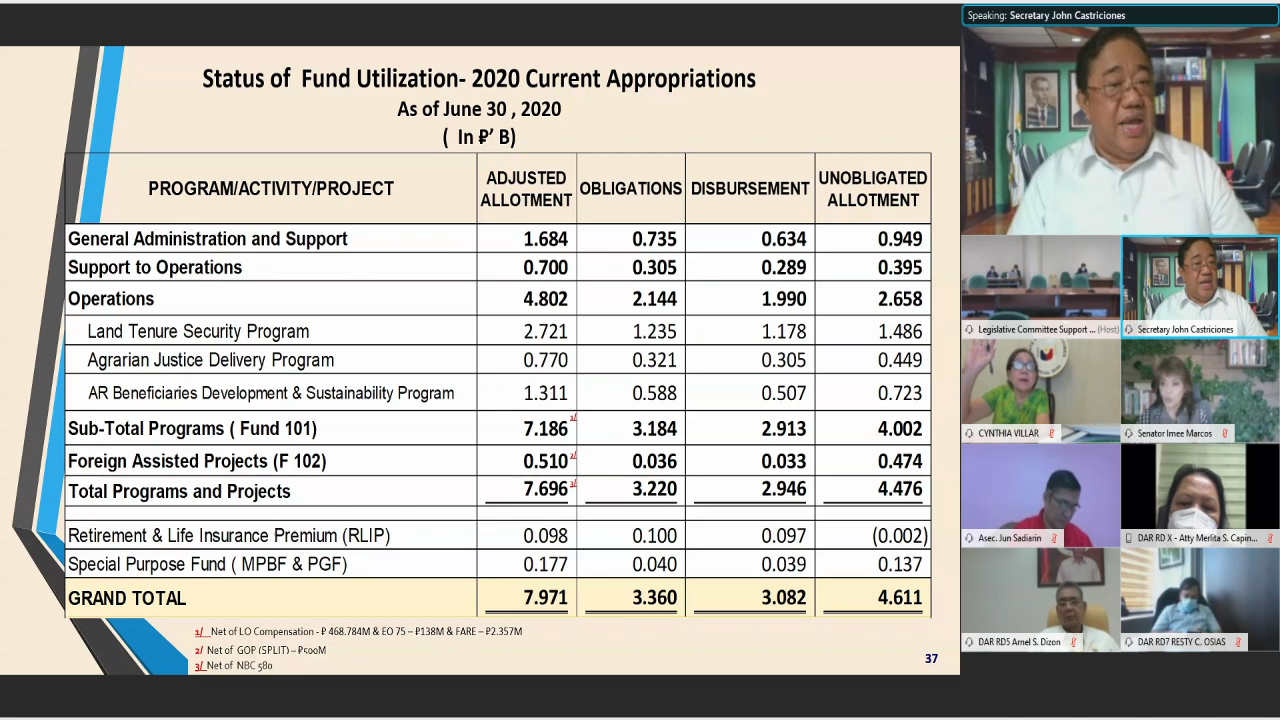 Speaking: Secretary John Castriciones
Status of Fund Utilization- 2020 Current Appropriations
As of June 30 , 2020
( In ₽' B)
PROGRAM/ACTIVITY/PROJECT ADJUSTED ALLOTMENT OBLIGATIONS DISBURSEMENT UNOBLIGATED ALLOTMENT
General Administration and Support 1.684 0.735 0.634 0.949
Support to Operations 0.700 0.305 0.289 0.395
Operations 4.802 2.144 1.990 2.658
Land Tenure Security Program 2.721 1.235 1.178 1.486
Agrarian Justice Delivery Program 0.770 0.321 0.305 0.449
AR Beneficiaries Development & Sustainability Program 1.311 0.588 0.507 0.723
Sub-Total Programs ( Fund 101) 7.186 1/ 3.184 2.913 4.002
Foreign Assisted Projects (F 102) 0.510 2/ 0.036 0.033 0.474
Total Programs and Projects 7.696 3/ 3.220 2.946 4.476
Retirement & Life Insurance Premium (RLIP) 0.098 0.100 0.097 (0.002)
Special Purpose Fund ( MPBF & PGF) 0.177 0.040 0.039 0.137
GRAND TOTAL 7.971 3.360 3.082 4.611
1/ Net of LO Compensation - ₽ 468.784M & EO 75 – ₽138M & FARE – ₽2.357M
2/ Net of GOP (SPLIT) – ₽500M
3/ Net of NBC 580
37
Legislative Committee Support ... (Host)
Secretary John Castriciones
CYNTHIA VILLAR
Senator Imee Marcos
Asec. Jun Sadiarin
DAR RD X - Atty Merlita S. Capin...
DAR RD5 Arnel S. Dizon
DAR RD7 RESTY C. OSIAS